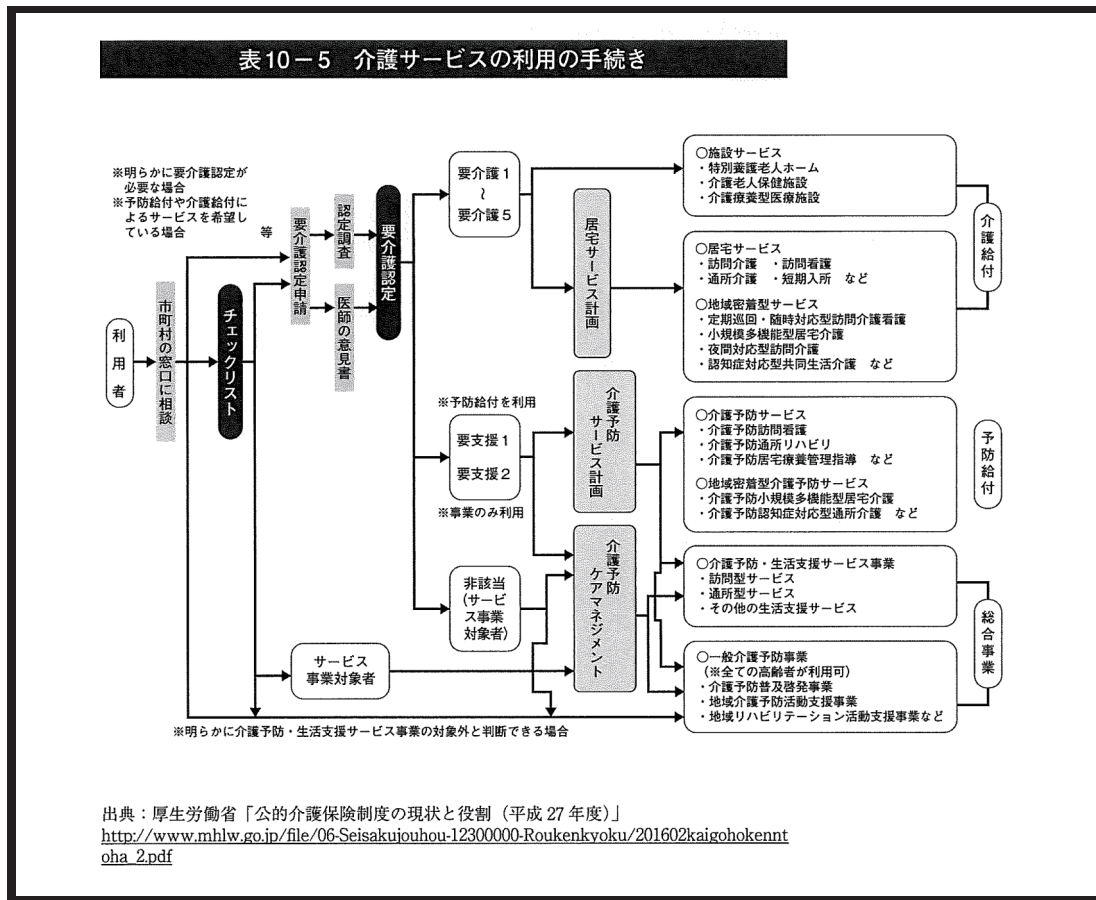 表10－5　介護サービスの利用の手続き
※明らかに要介護認定が
必要な場合
※予防給付や介護給付に
よるサービスを希望し
ている場合　　　等
利用者
市町村の窓口に相談
チェックリスト
要介護認定申請
認定調査
医師の意見書
要介護認定
要介護1
～
要介護5
※予防給付を利用
要支援1
要支援2
※事業のみ利用
非該当
(サービ
ス事業
対象者)
サービス
事業対象者
※明らかに介護予防・生活支援サービス事業の対象外と判断できる場合
居宅サービス計画
介護予防
サービス計画
介護予防
ケアマネジメント
○施設サービス
・特別養護老人ホーム
・介護老人保健施設
・介護療養型医療施設
○居宅サービス
・訪問介護　・訪問看護
・通所介護　・短期入所　など
○地域密着型サービス
・定期巡回・随時対応型訪問介護看護
・小規模多機能型居宅介護
・夜間対応型訪問介護
・認知症対応型共同生活介護　など
介護給付
○介護予防サービス
・介護予防訪問看護
・介護予防通所リハビリ
・介護予防居宅療養管理指導　など
○地域密着型介護予防サービス
・介護予防小規模多機能型居宅介護
・介護予防認知症対応型通所介護　など
予防給付
○介護予防・生活支援サービス事業
・訪問型サービス
・通所型サービス
・その他の生活支援サービス
○一般介護予防事業
(※全ての高齢者が利用可)
・介護予防普及啓発事業
・地域介護予防活動支援事業
・地域リハビリテーション活動支援事業など
総合事業
出典：厚生労働省「公的介護保険制度の現状と役割（平成27年度）」
http://www.mhlw.go.jp/file/06-Seisakujouhou-12300000-Roukenkyoku/201602kaigohokennt
oha_2.pdf